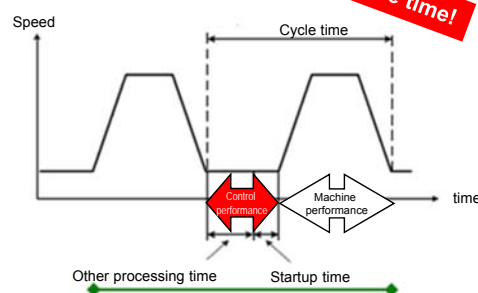 time!
Speed
Cycle time
Control
performance
Machine
performance
time
Other processing time
Startup time